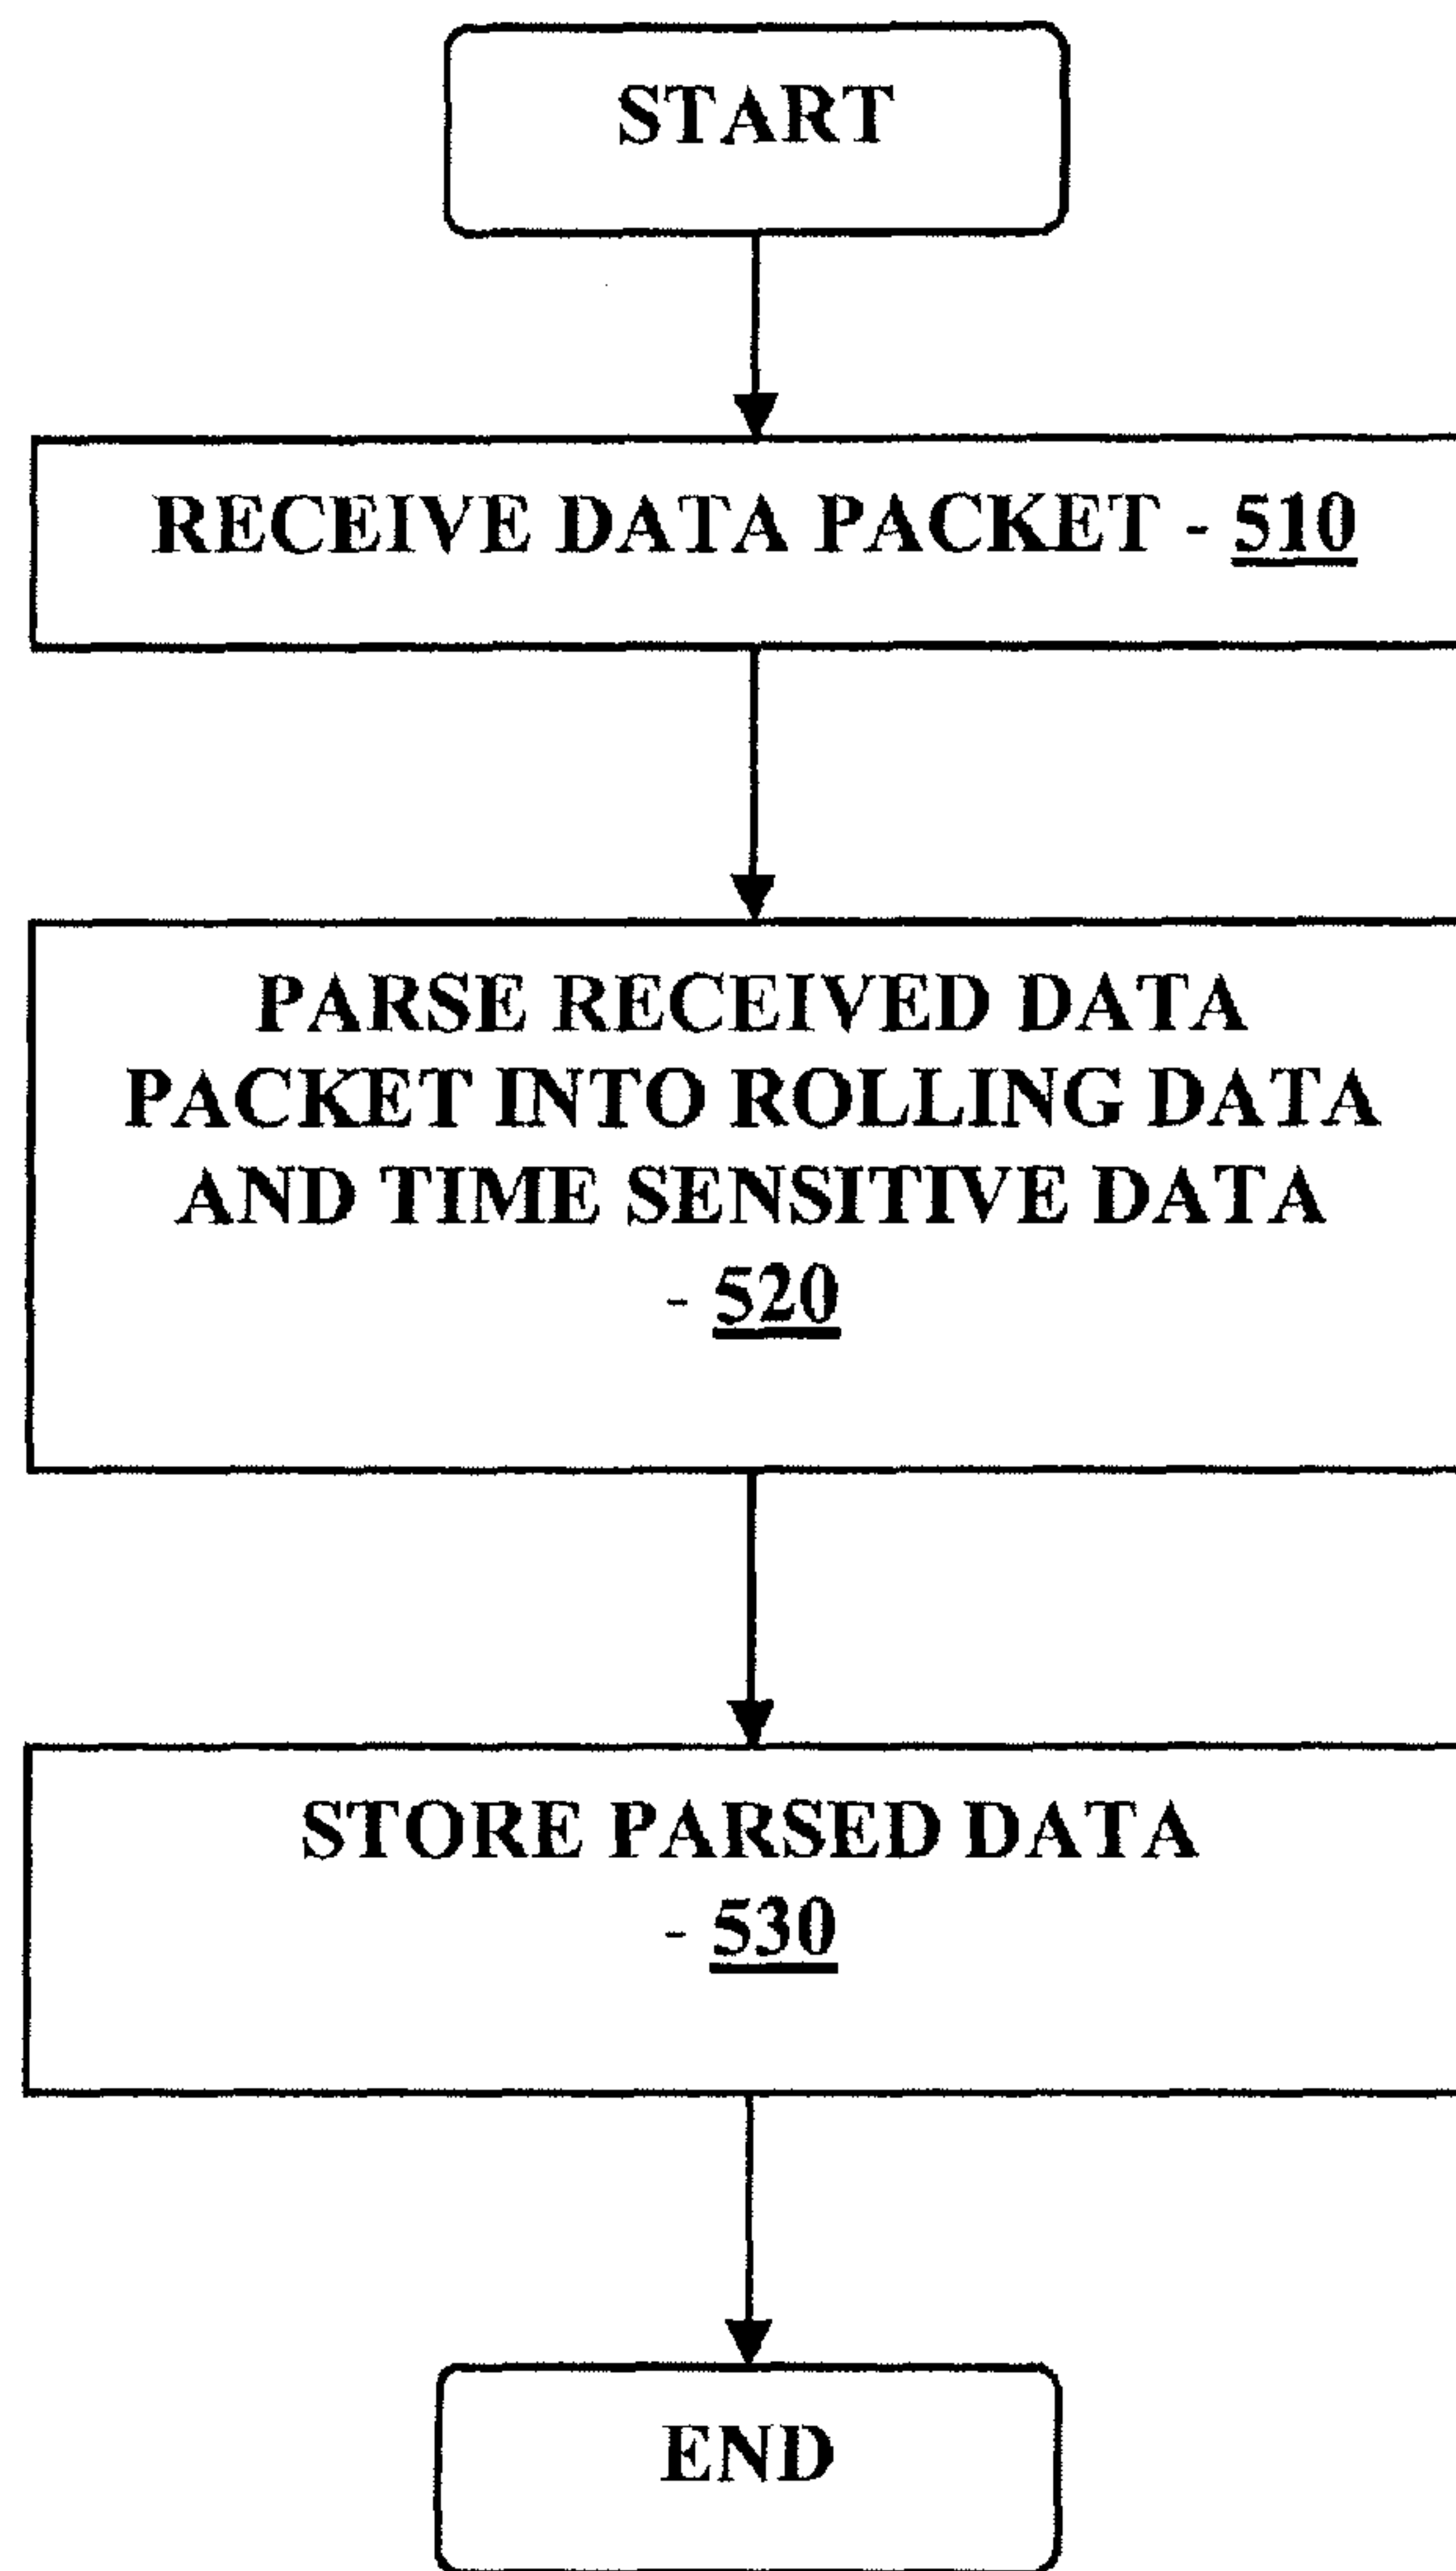 START
RECEIVE DATA PACKET - 510
PARSE RECEIVED DATA
PACKET INTO ROLLING DATA
AND TIME SENSITIVE DATA
- 520
STORE PARSED DATA
- 530
END